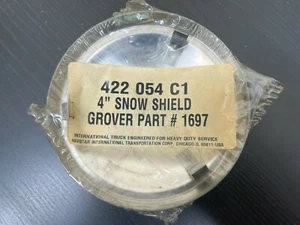 422 054 C1
4" SNOW SHIELD
GROVER PART # 1697
INTERNATIONAL TRUCK ENGINEERED FOR HEAVY DUTY SERVICE
NAVISTAR INTERNATIONAL TRANSPORTATION CORP. CHICAGO, IL 60611 USA